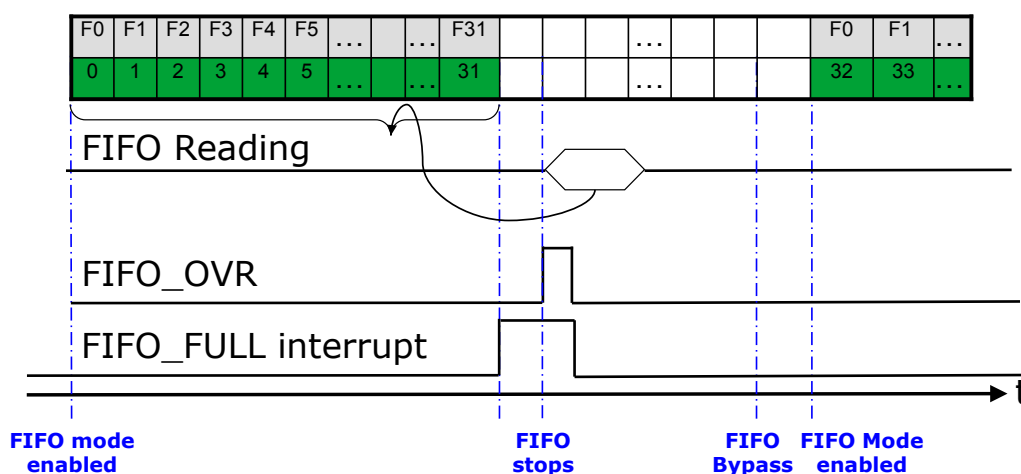 F0 F1 F2 F3 F4 F5 ... ... F31 ... F0 F1 ...
0 1 2 3 4 5 ... ... 31 ... 32 33 ...
FIFO Reading
FIFO_OVR
FIFO_FULL interrupt
t
FIFO mode enabled
FIFO stops
FIFO Bypass
FIFO Mode enabled